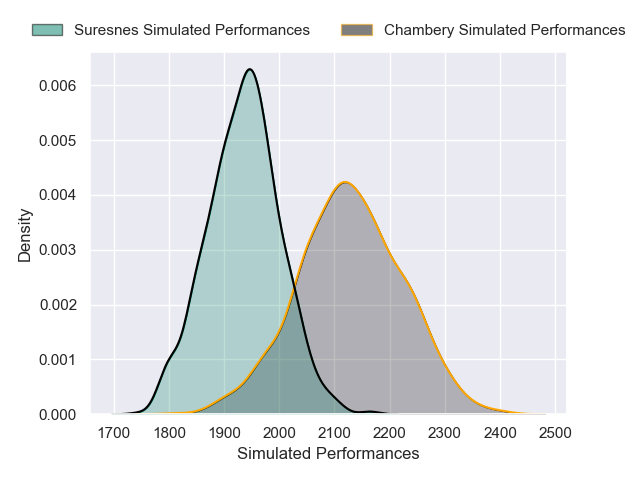 Suresnes Simulated Performances Chambery Simulated Performances
0.006
0.005
0.004
0.003
0.002
0.001
0.000
Density
1700 1800 1900 2000 2100 2200 2300 2400 2500
Simulated Performances